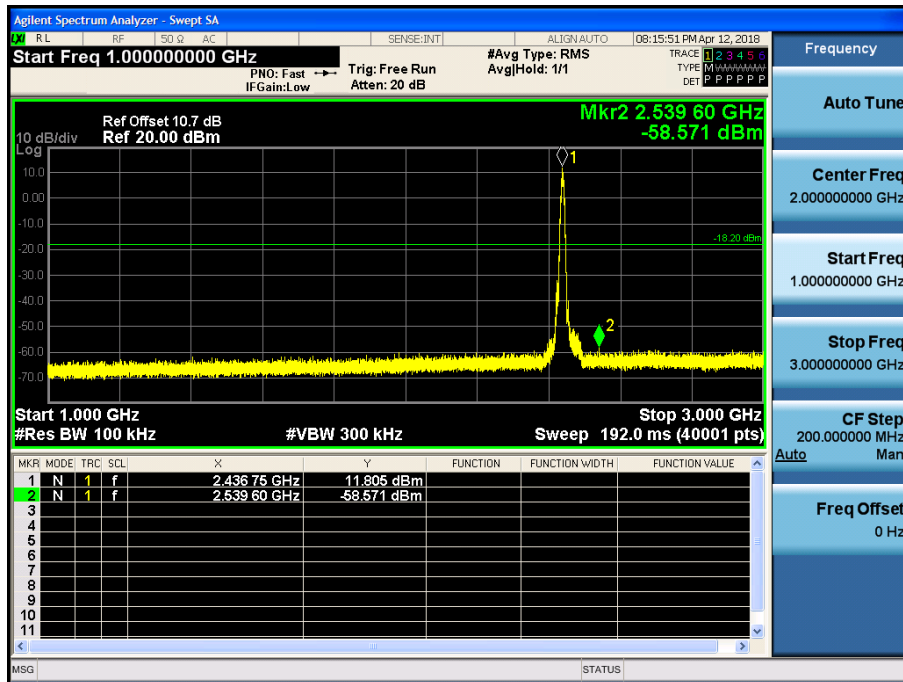 Agilent Spectrum Analyzer - Swept SA
LXI RL RF 50 Ω AC SENSE:INT ALIGN AUTO 08:15:51 PM Apr 12, 2018
Start Freq 1.000000000 GHz
PNO: Fast
IFGain:Low
Trig: Free Run
Atten: 20 dB
#Avg Type: RMS
Avg|Hold: 1/1
TRACE 1 2 3 4 5 6
TYPE M WWWWW
DET P P P P P P
Mkr2 2.539 60 GHz
-58.571 dBm
Ref Offset 10.7 dB
10 dB/div Ref 20.00 dBm
Log
10.0
0.00
-10.0
-20.0
-30.0
-40.0
-50.0
-60.0
-70.0
1
-18.20 dBm
2
Start 1.000 GHz Stop 3.000 GHz
#Res BW 100 kHz #VBW 300 kHz Sweep 192.0 ms (40001 pts)
MKR MODE TRC SCL X Y FUNCTION FUNCTION WIDTH FUNCTION VALUE
1 N 1 f 2.436 75 GHz 11.805 dBm
2 N 1 f 2.539 60 GHz -58.571 dBm
3
4
5
6
7
8
9
10
11
MSG STATUS
Frequency
Auto Tune
Center Freq
2.000000000 GHz
Start Freq
1.000000000 GHz
Stop Freq
3.000000000 GHz
CF Step
200.000000 MHz
Auto Man
Freq Offset
0 Hz